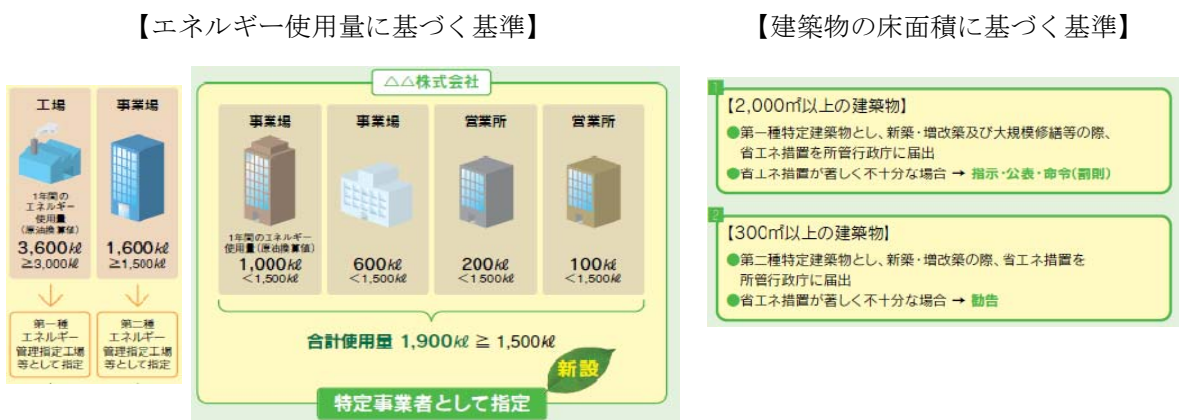 【エネルギー使用量に基づく基準】
【建築物の床面積に基づく基準】
工場
1年間の
エネルギー
使用量
(原油換算値)
3,600㎘
≧3,000㎘
第一種
エネルギー
管理指定工場
等として指定
事業場
1,600㎘
≧1,500㎘
第二種
エネルギー
管理指定工場
等として指定
△△株式会社
事業場
1年間のエネルギー
使用量(原油換算値)
1,000㎘
<1,500㎘
事業場
600㎘
<1,500㎘
営業所
200㎘
<1,500㎘
営業所
100㎘
<1,500㎘
合計使用量 1,900㎘ ≧ 1,500㎘
新設
特定事業者として指定
1
【2,000㎡以上の建築物】
●第一種特定建築物とし、新築・増改築及び大規模修繕等の際、
省エネ措置を所管行政庁に届出
●省エネ措置が著しく不十分な場合 → 指示・公表・命令(罰則)
2
【300㎡以上の建築物】
●第二種特定建築物とし、新築・増改築の際、省エネ措置を
所管行政庁に届出
●省エネ措置が著しく不十分な場合 → 勧告